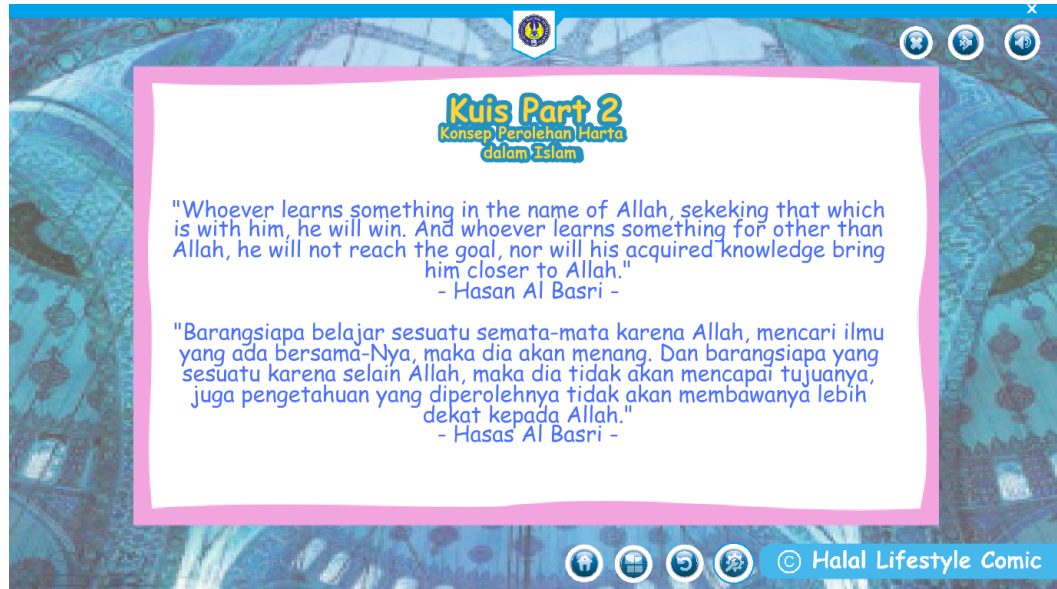 x
Kuis Part 2
Konsep Perolehan Harta
dalam Islam
"Whoever learns something in the name of Allah, sekeking that which
is with him, he will win. And whoever learns something for other than
Allah, he will not reach the goal, nor will his acquired knowledge bring
him closer to Allah."
- Hasan Al Basri -
"Barangsiapa belajar sesuatu semata-mata karena Allah, mencari ilmu
yang ada bersama-Nya, maka dia akan menang. Dan barangsiapa yang
sesuatu karena selain Allah, maka dia tidak akan mencapai tujuanya,
juga pengetahuan yang diperolehnya tidak akan membawanya lebih
dekat kepada Allah."
- Hasas Al Basri -
© Halal Lifestyle Comic